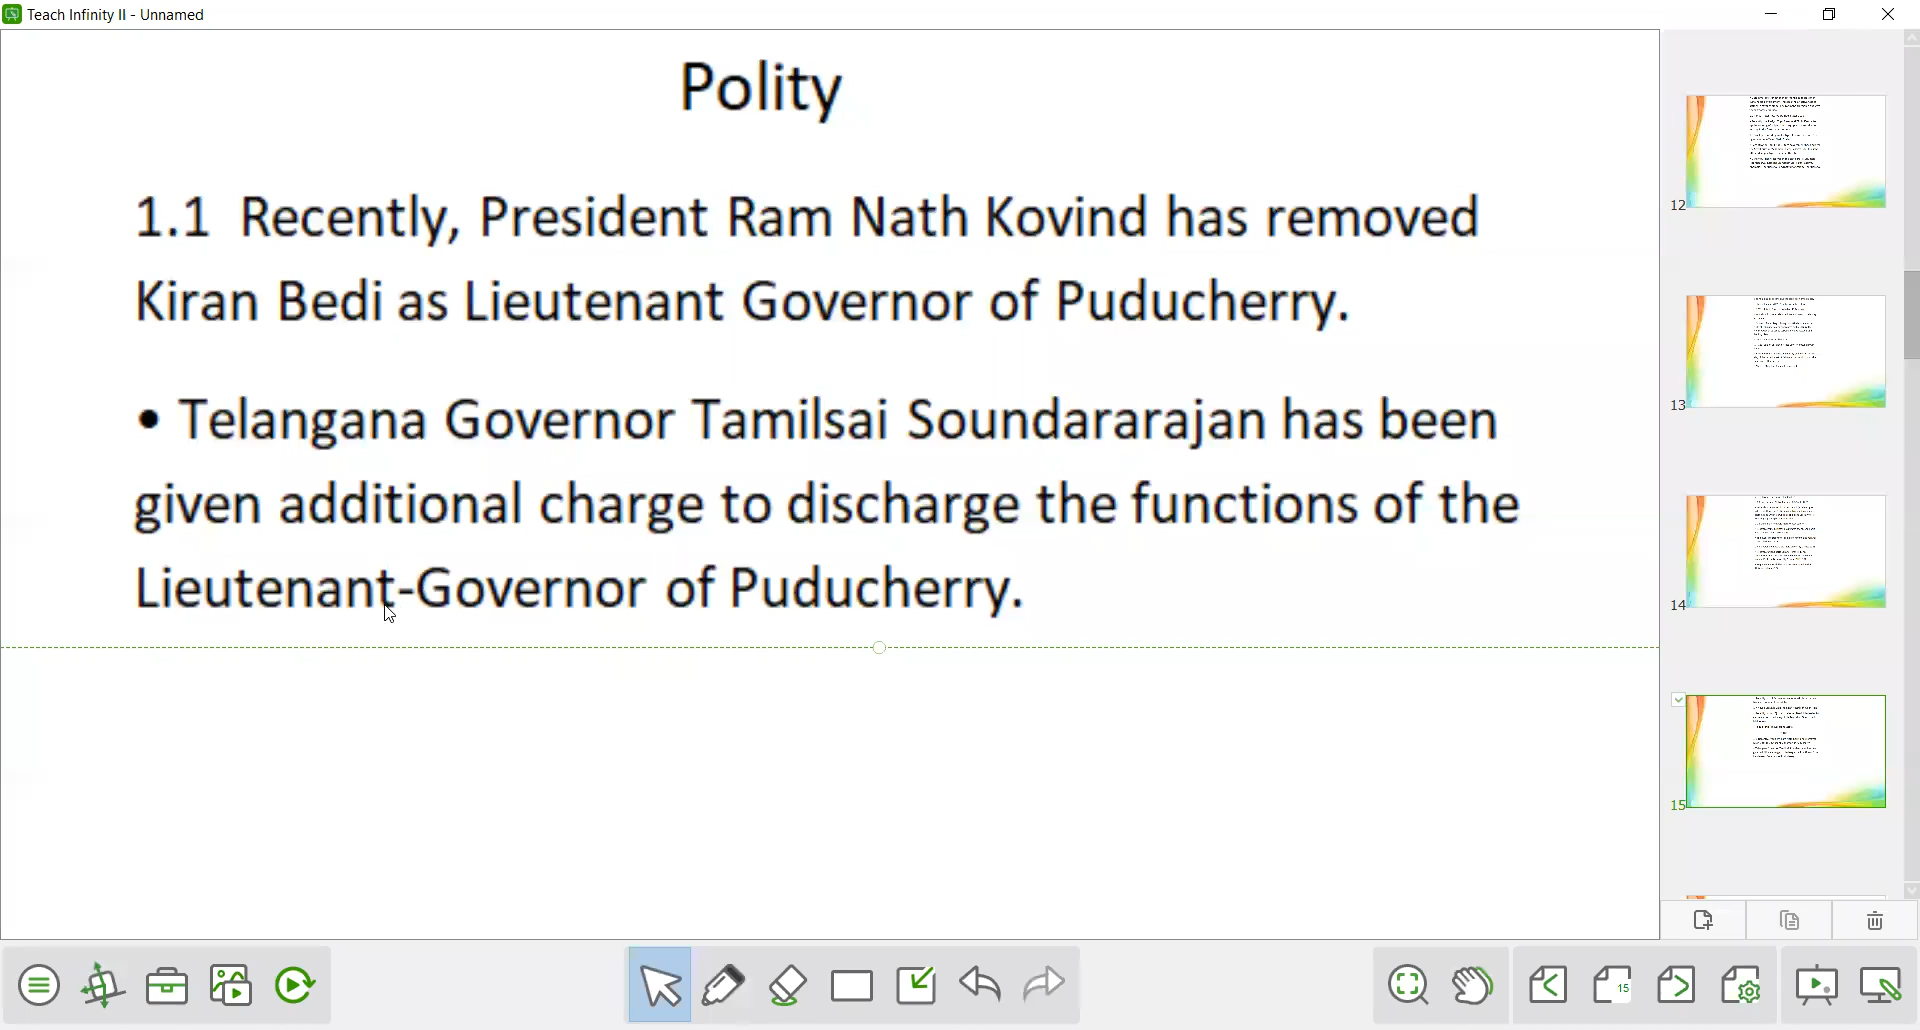 Teach Infinity II - Unnamed
Polity
1.1 Recently, President Ram Nath Kovind has removed
Kiran Bedi as Lieutenant Governor of Puducherry.
• Telangana Governor Tamilsai Soundararajan has been
given additional charge to discharge the functions of the
Lieutenant-Governor of Puducherry.
12
13
14
15
15